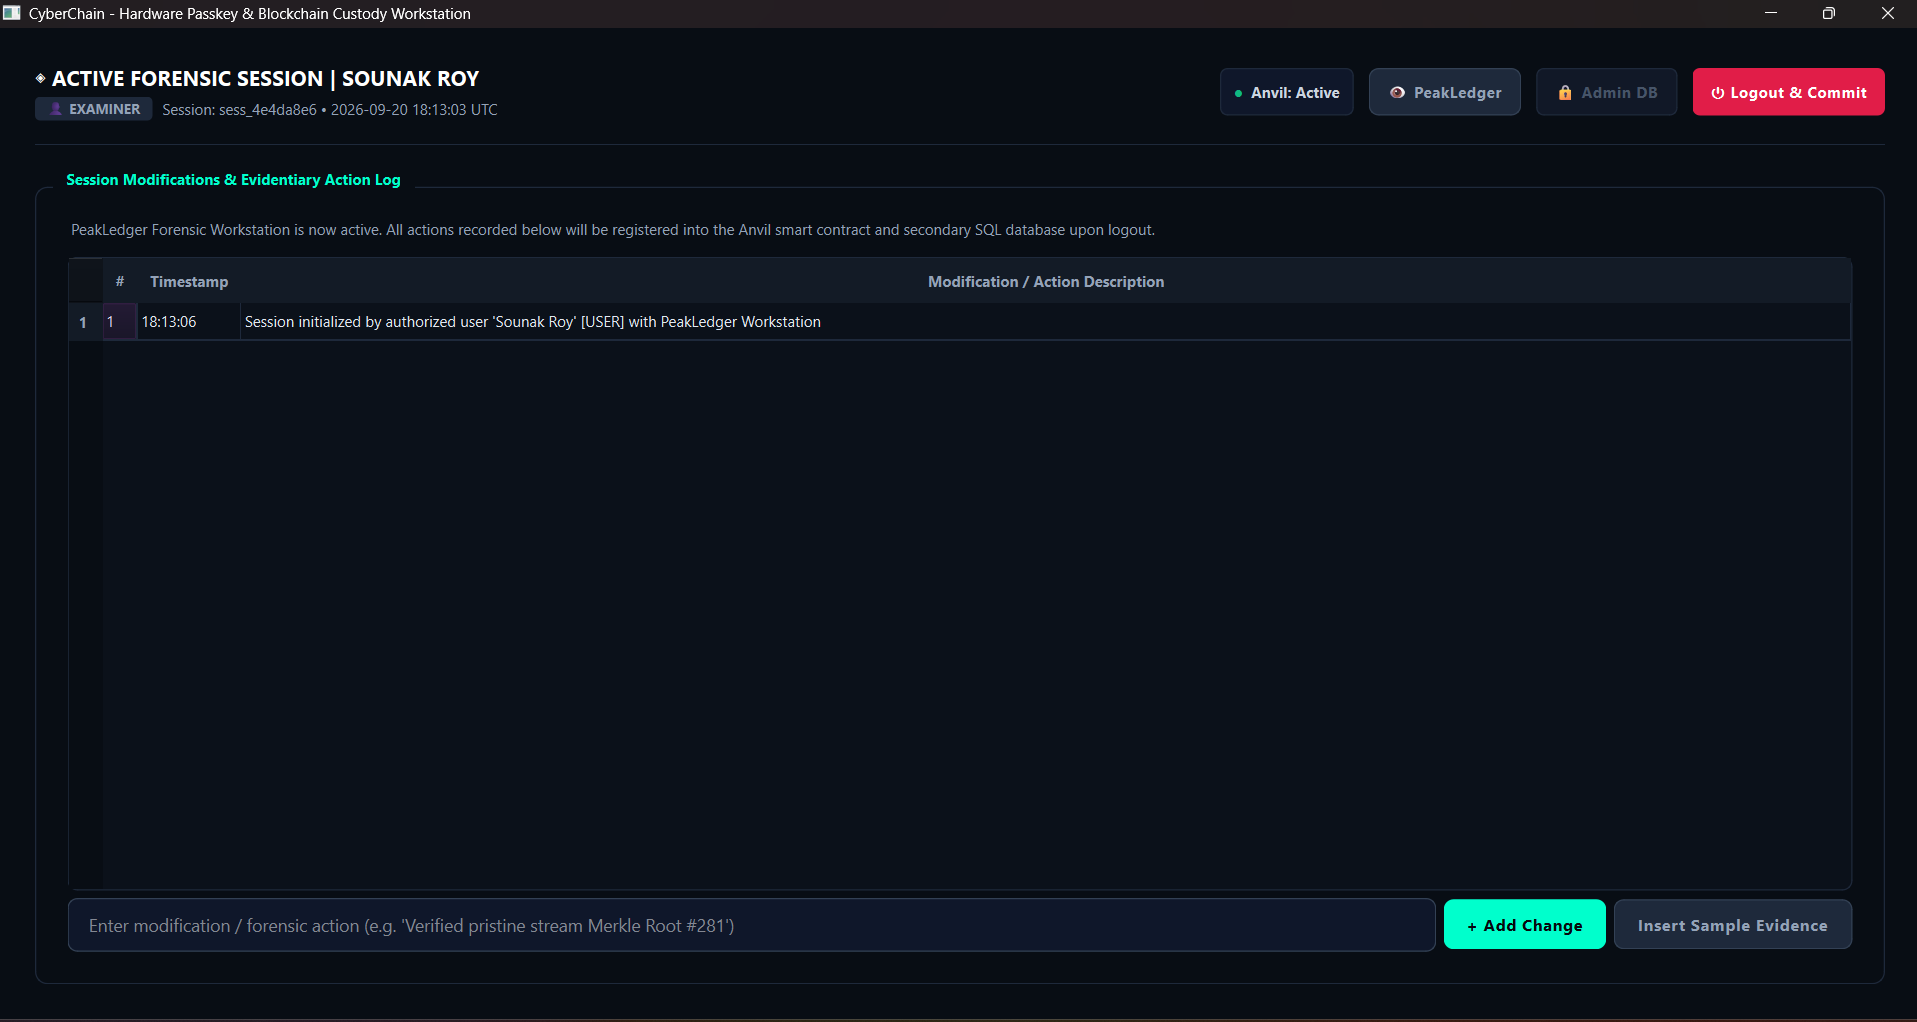 CyberChain - Hardware Passkey & Blockchain Custody Workstation
ACTIVE FORENSIC SESSION | SOUNAK ROY
EXAMINER Session: sess_4e4da8e6 • 2026-09-20 18:13:03 UTC
Anvil: Active
PeakLedger
Admin DB
Logout & Commit
Session Modifications & Evidentiary Action Log
PeakLedger Forensic Workstation is now active. All actions recorded below will be registered into the Anvil smart contract and secondary SQL database upon logout.
# Timestamp Modification / Action Description
1 1 18:13:06 Session initialized by authorized user 'Sounak Roy' [USER] with PeakLedger Workstation
Enter modification / forensic action (e.g. 'Verified pristine stream Merkle Root #281')
+ Add Change
Insert Sample Evidence